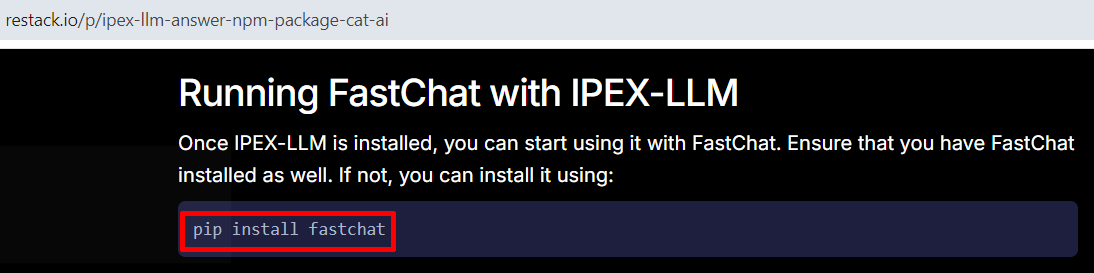 restack.io/p/ipex-llm-answer-npm-package-cat-ai
Running FastChat with IPEX-LLM
Once IPEX-LLM is installed, you can start using it with FastChat. Ensure that you have FastChat
installed as well. If not, you can install it using:
pip install fastchat